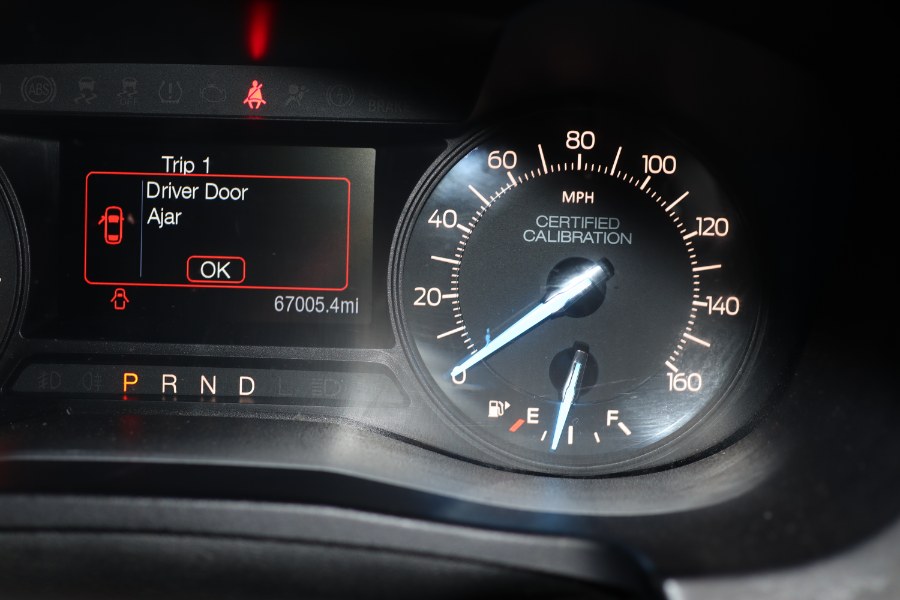 ABS
Trip 1
Driver Door
Ajar
OK
67005.4mi
P R N D
0
20
40
60
80
100
120
140
160
MPH
CERTIFIED
CALIBRATION
E
F